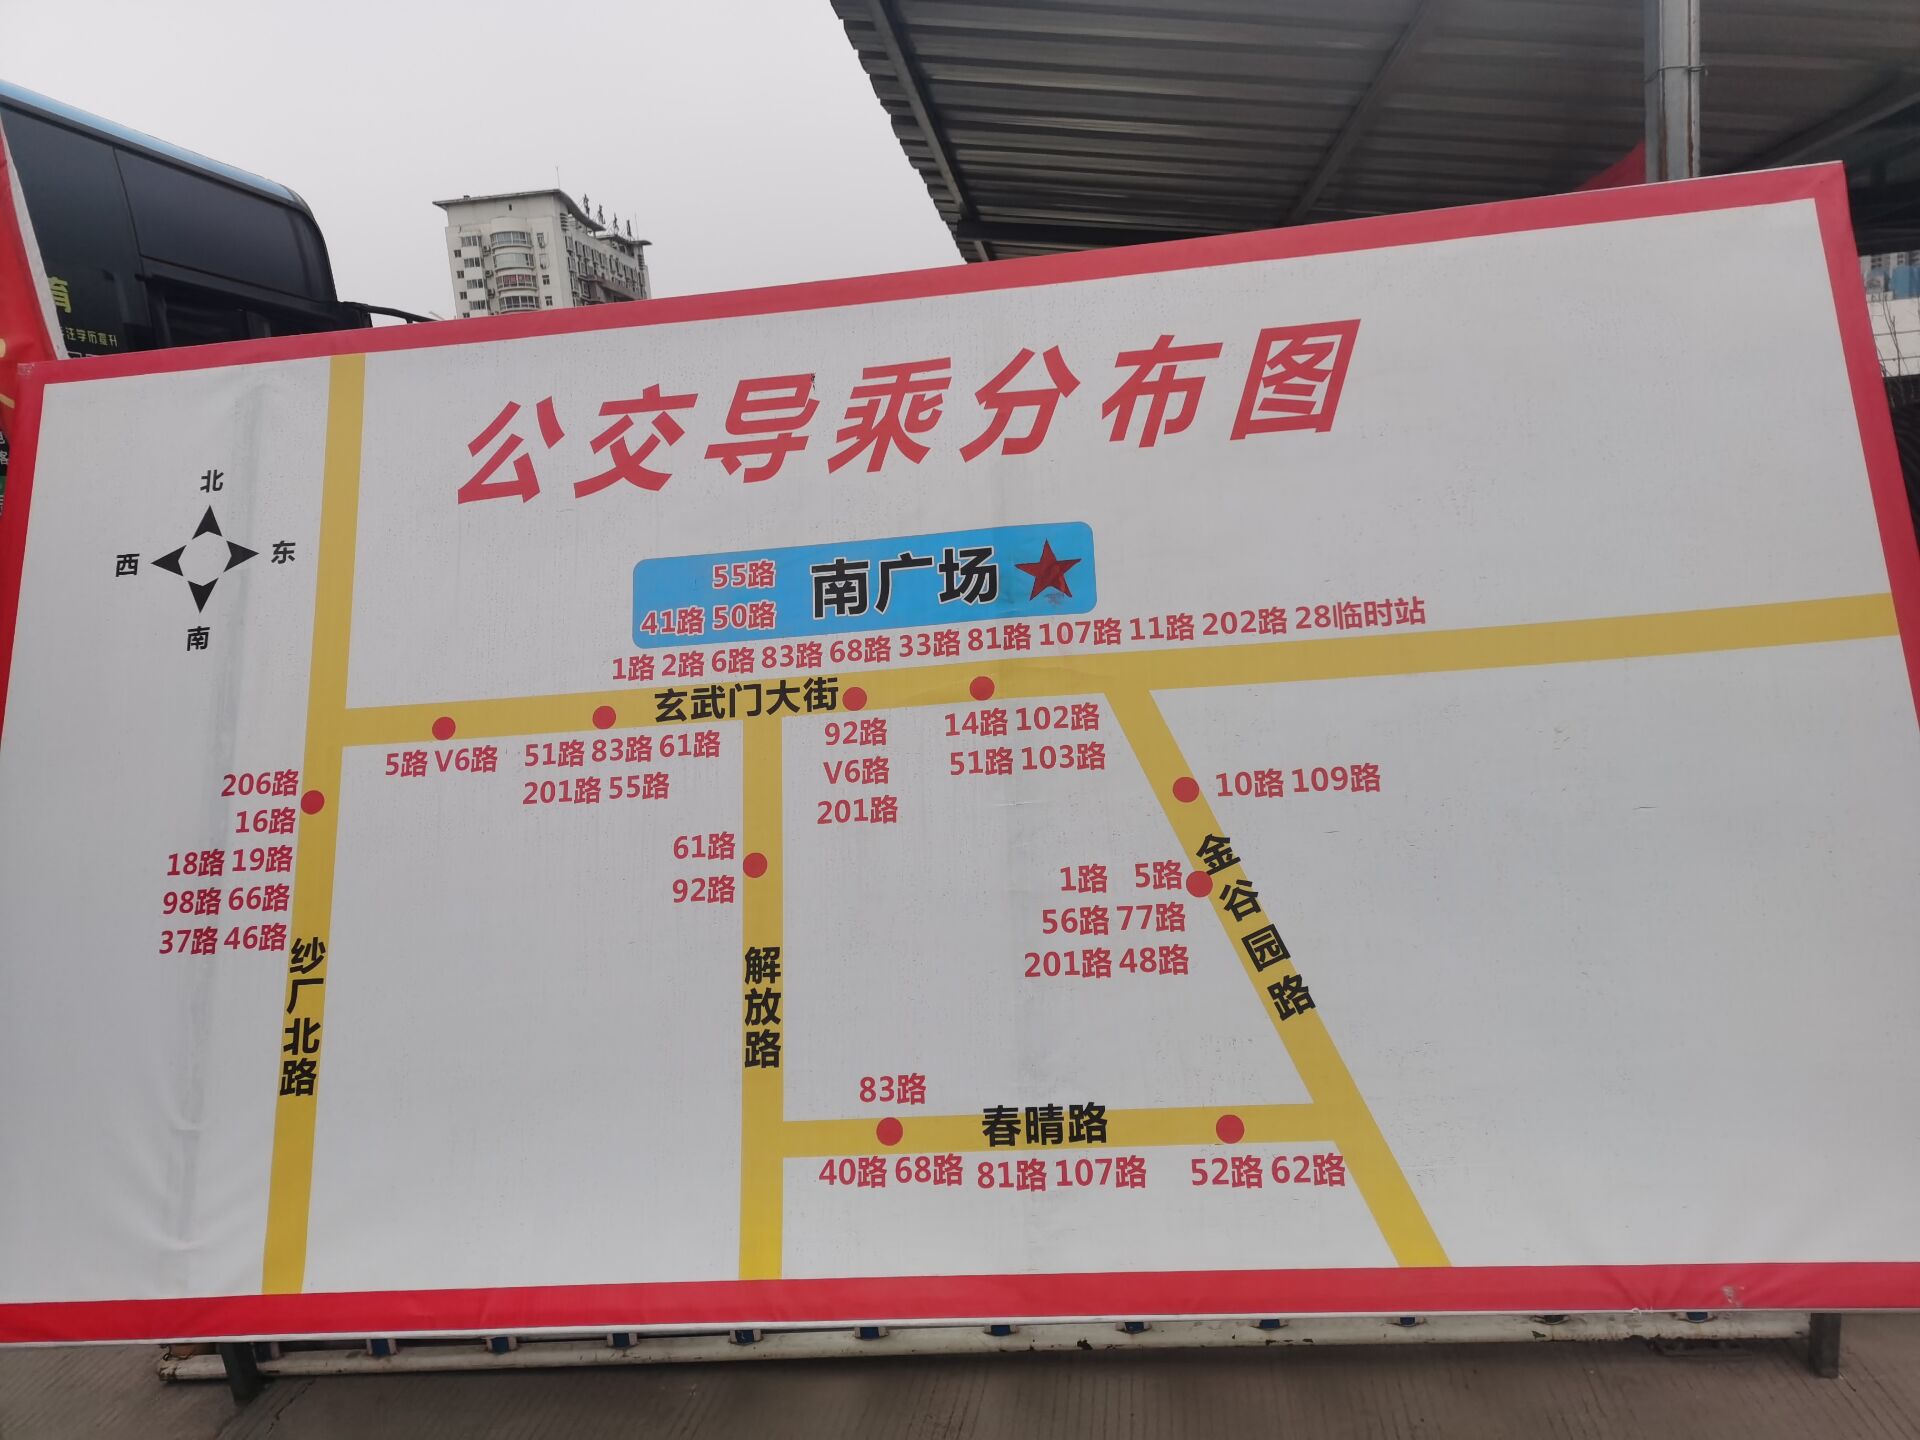 育
注学历提升
公交导乘分布图
北
西
东
南
55路
41路 50路
南广场
1路 2路 6路 83路 68路 33路 81路 107路 11路 202路 28临时站
玄武门大街
5路 V6路
51路 83路 61路
201路 55路
92路
V6路
201路
14路 102路
51路 103路
206路
16路
18路 19路
98路 66路
37路 46路
纱厂北路
61路
92路
解放路
10路 109路
1路 5路
56路 77路
201路 48路
金谷园路
83路
春晴路
40路 68路
81路 107路
52路 62路